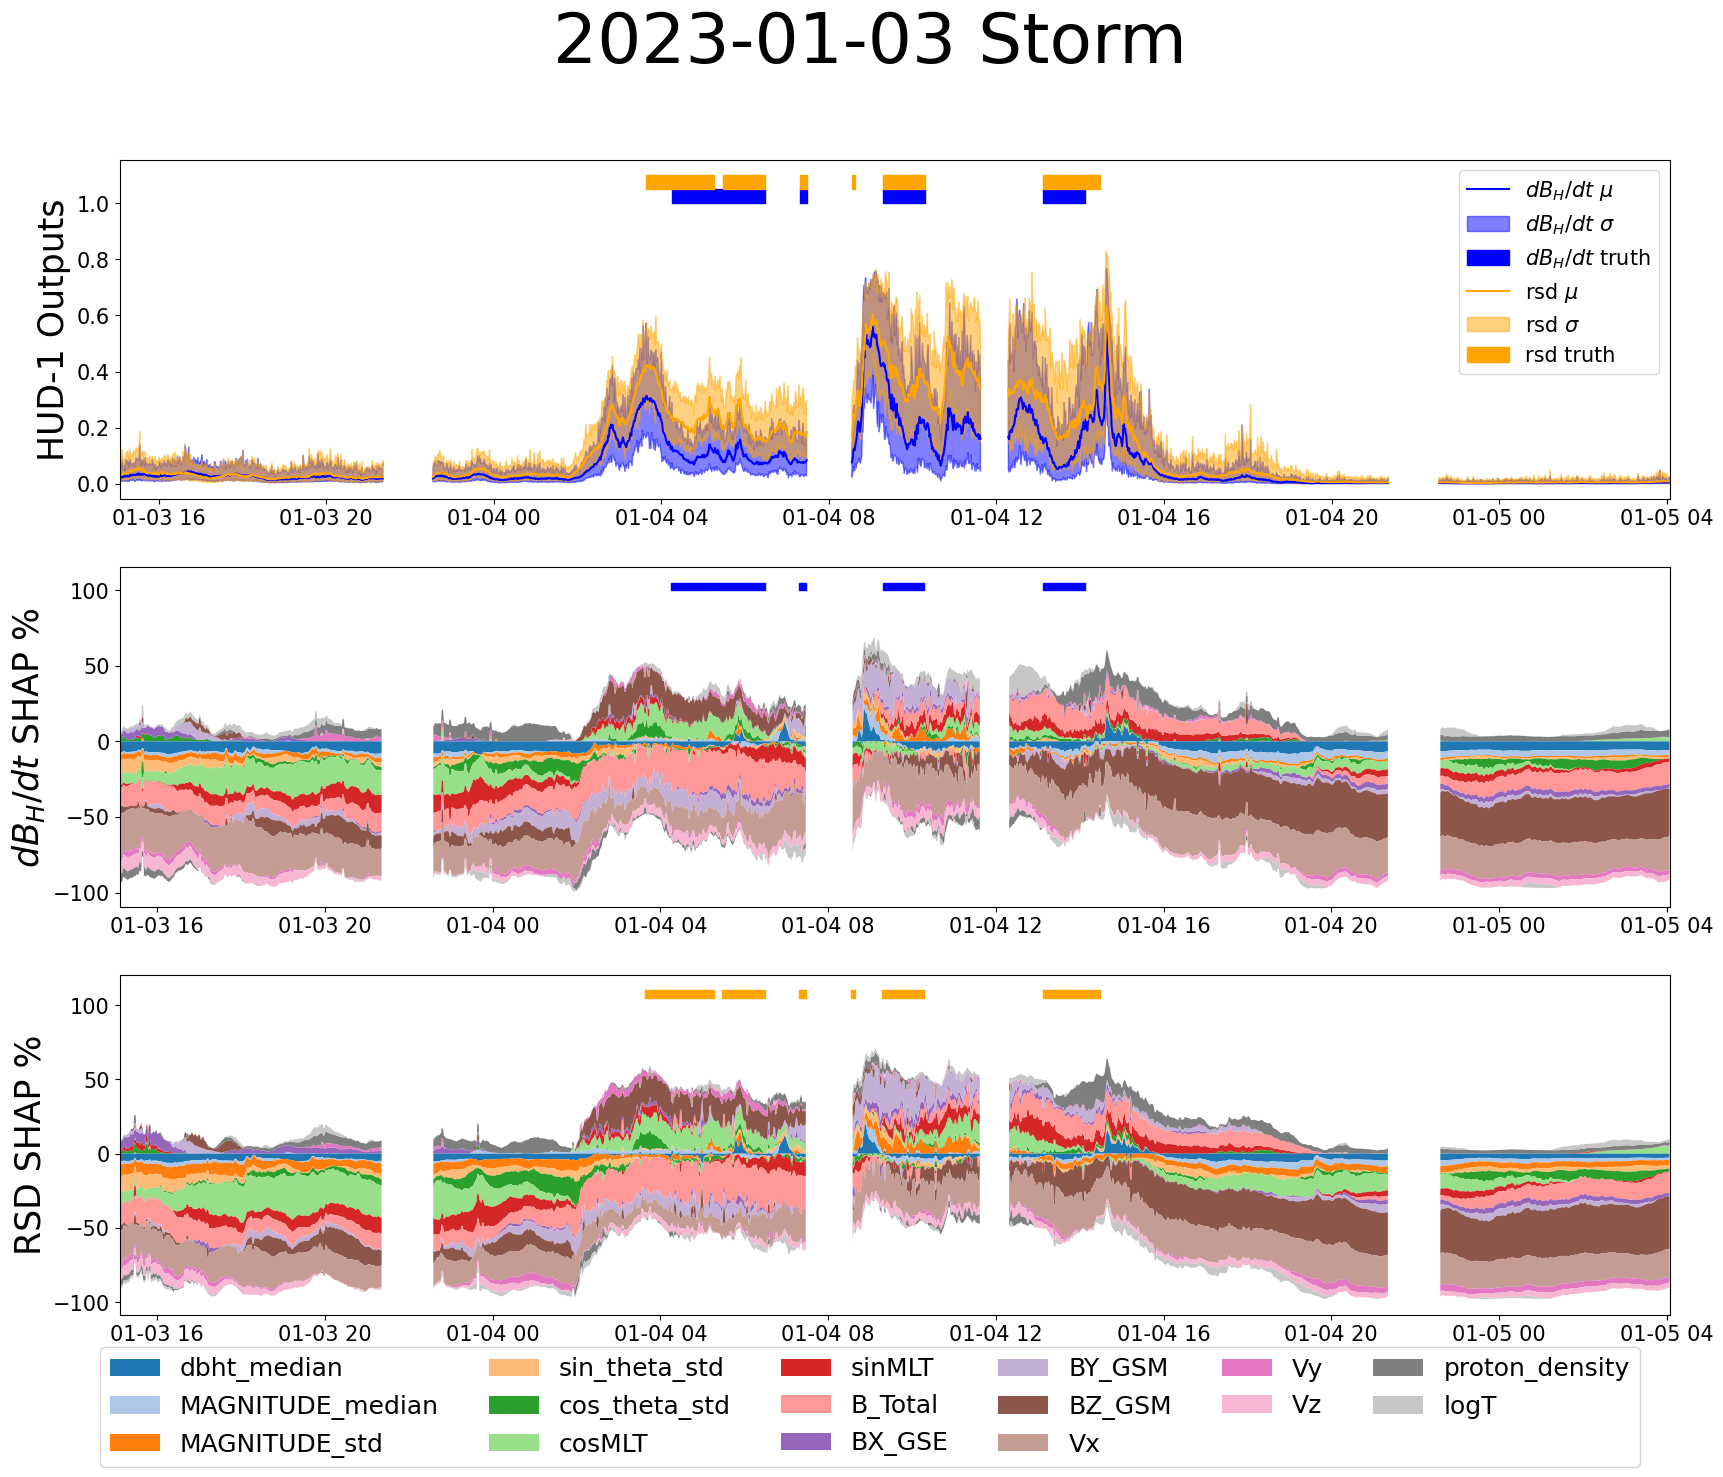 2023-01-03 Storm
HUD-1 Outputs
1.0
0.8
0.6
0.4
0.2
0.0
dB_H/dt μ
dB_H/dt σ
dB_H/dt truth
rsd μ
rsd σ
rsd truth
01-03 16 01-03 20 01-04 00 01-04 04 01-04 08 01-04 12 01-04 16 01-04 20 01-05 00 01-05 04
dB_H/dt SHAP %
100
50
0
−50
−100
01-03 16 01-03 20 01-04 00 01-04 04 01-04 08 01-04 12 01-04 16 01-04 20 01-05 00 01-05 04
RSD SHAP %
100
50
0
−50
−100
01-03 16 01-03 20 01-04 00 01-04 04 01-04 08 01-04 12 01-04 16 01-04 20 01-05 00 01-05 04
dbht_median sin_theta_std sinMLT BY_GSM Vy proton_density
MAGNITUDE_median cos_theta_std B_Total BZ_GSM Vz logT
MAGNITUDE_std cosMLT BX_GSE Vx